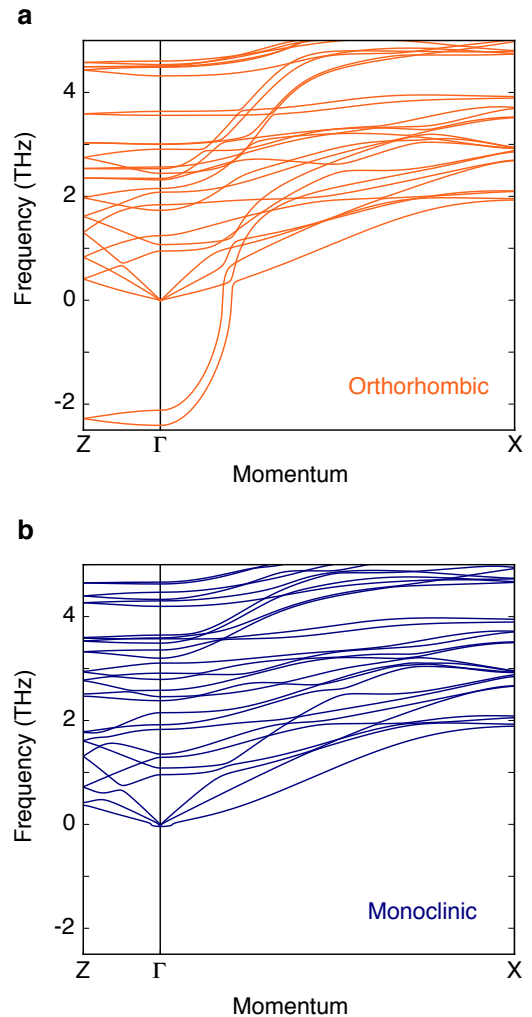 a
4
2
0
-2
Frequency (THz)
Orthorhombic
Z
Γ
X
Momentum
b
4
2
0
-2
Frequency (THz)
Monoclinic
Z
Γ
X
Momentum